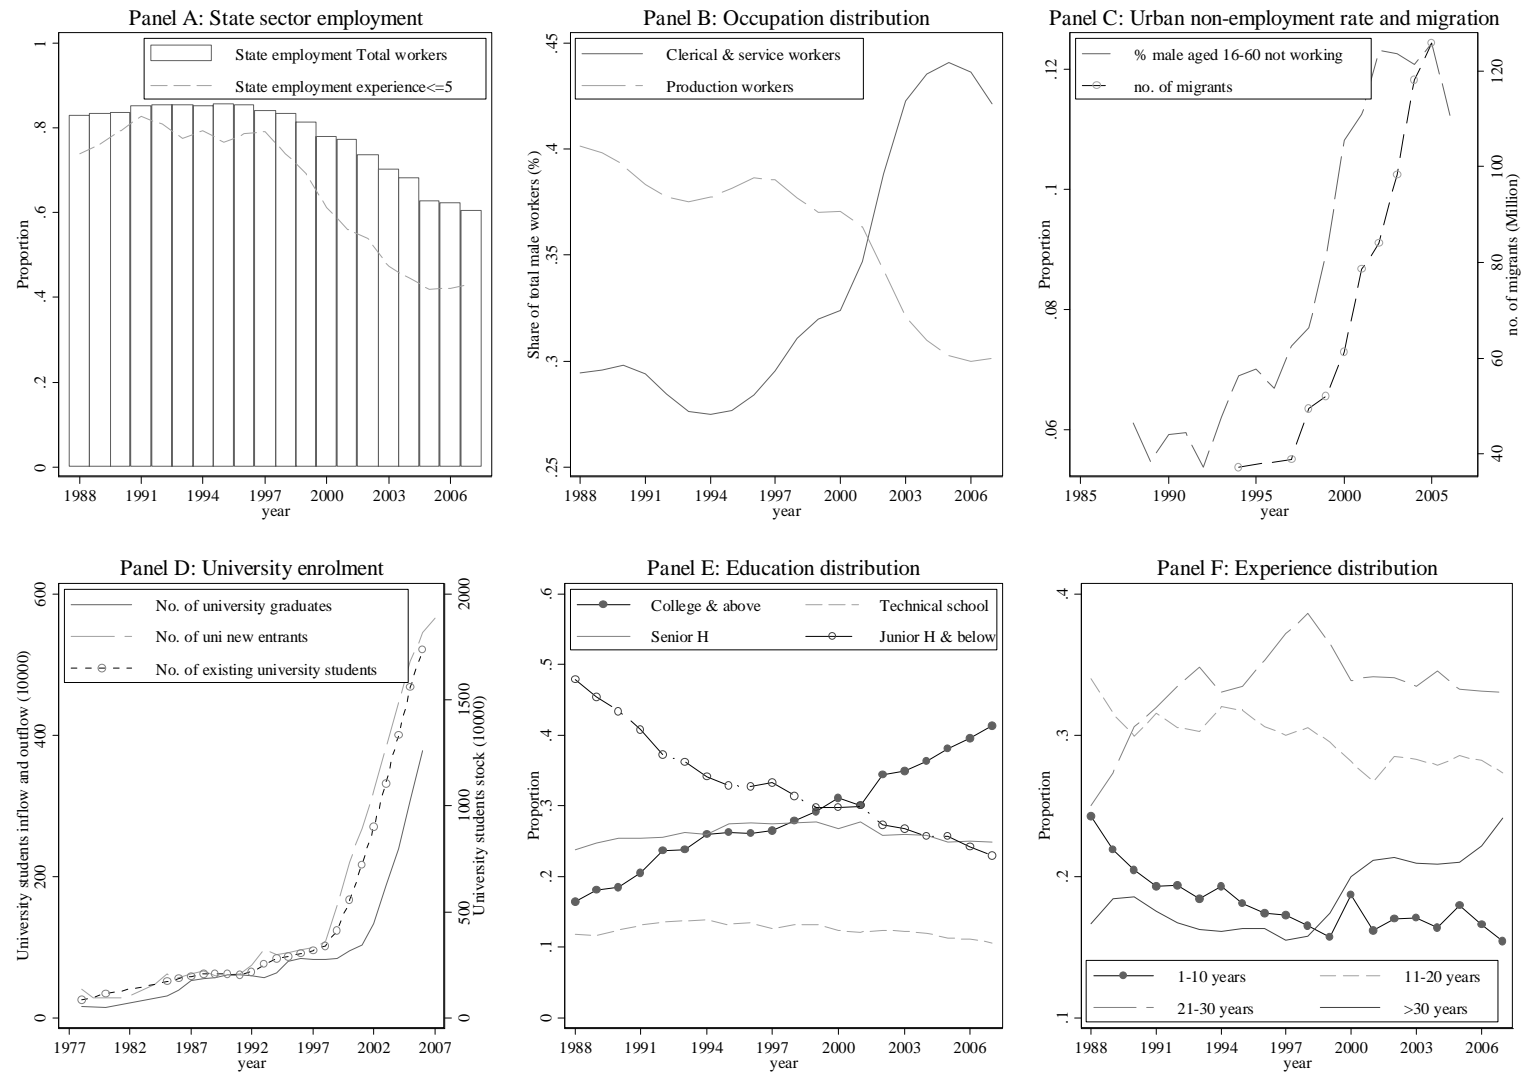 Panel A: State sector employment
State employment Total workers
State employment experience<=5
Proportion
0 .2 .4 .6 .8 1
1988 1991 1994 1997 2000 2003 2006
year
Panel B: Occupation distribution
Clerical & service workers
Production workers
Share of total male workers (%)
.25 .3 .35 .4 .45
1988 1991 1994 1997 2000 2003 2006
year
Panel C: Urban non-employment rate and migration
% male aged 16-60 not working
no. of migrants
Proportion
.06 .08 .1 .12
no. of migrants (Million)
40 60 80 100 120
1985 1990 1995 2000 2005
year
Panel D: University enrolment
No. of university graduates
No. of uni new entrants
No. of existing university students
University students inflow and outflow (10000)
0 200 400 600
University students stock (10000)
0 500 1000 1500 2000
1977 1982 1987 1992 1997 2002 2007
year
Panel E: Education distribution
College & above
Technical school
Senior H
Junior H & below
Proportion
0 .1 .2 .3 .4 .5 .6
1988 1991 1994 1997 2000 2003 2006
year
Panel F: Experience distribution
Proportion
.1 .2 .3 .4
1-10 years
11-20 years
21-30 years
>30 years
1988 1991 1994 1997 2000 2003 2006
year